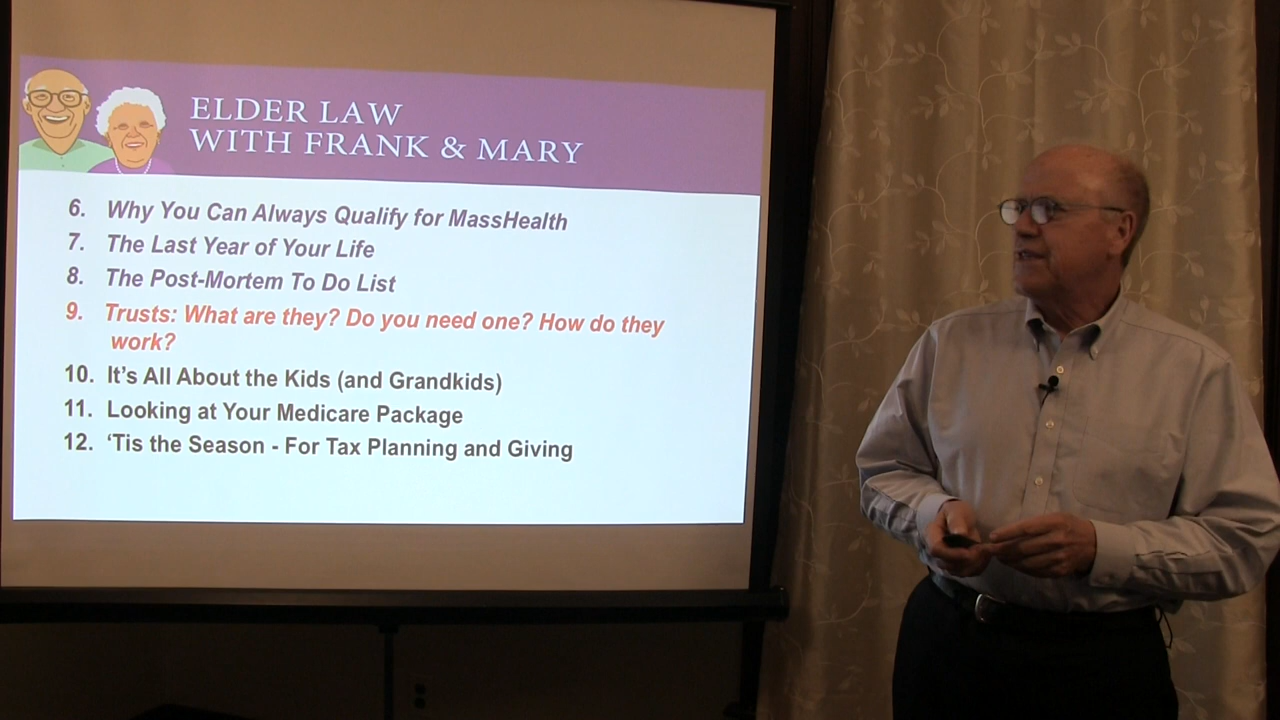 ELDER LAW
WITH FRANK & MARY
6. Why You Can Always Qualify for MassHealth
7. The Last Year of Your Life
8. The Post-Mortem To Do List
9. Trusts: What are they? Do you need one? How do they
work?
10. It’s All About the Kids (and Grandkids)
11. Looking at Your Medicare Package
12. ‘Tis the Season - For Tax Planning and Giving